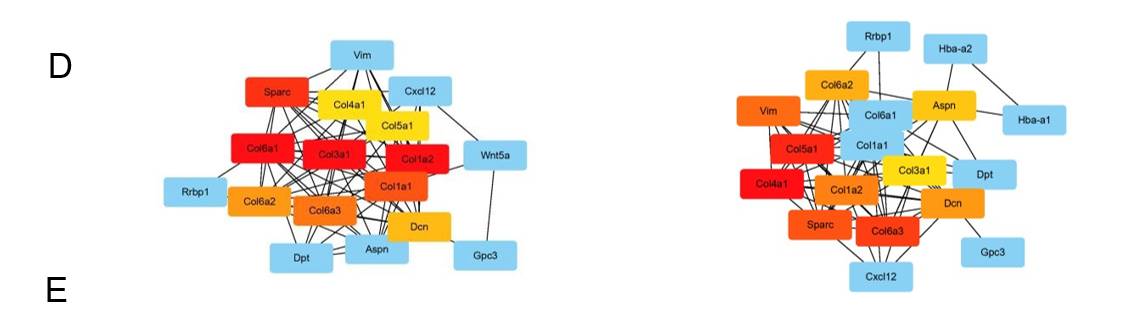 D
Vim
Sparc
Cxcl12
Col4a1
Col5a1
Col6a1
Col3a1
Col1a2
Wnt5a
Rrbp1
Col1a1
Col6a2
Col6a3
Dcn
Dpt
Aspn
Gpc3
Rrbp1
Hba-a2
Col6a2
Vim
Col6a1
Aspn
Hba-a1
Col5a1
Col1a1
Col3a1
Dpt
Col4a1
Col1a2
Dcn
Sparc
Col6a3
Gpc3
Cxcl12
E